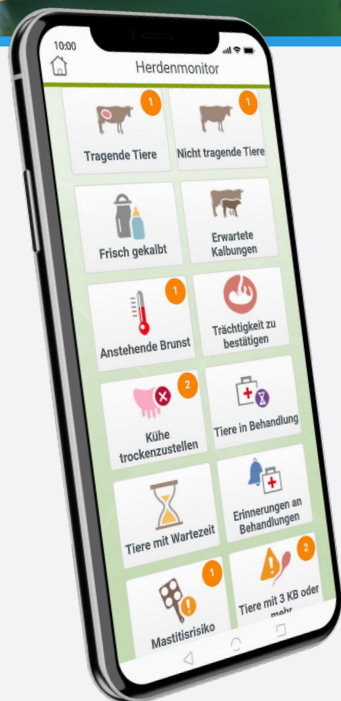 10:00
Herdenmonitor
1
1
Tragende Tiere
Nicht tragende Tiere
Frisch gekalbt
Erwartete
Kalbungen
1
Anstehende Brunst
Trächtigkeit zu
bestätigen
2
Kühe
trockenzustellen
Tiere in Behandlung
Tiere mit Wartezeit
Erinnerungen an
Behandlungen
1
Mastitisrisiko
2
Tiere mit 3 KB oder
mehr